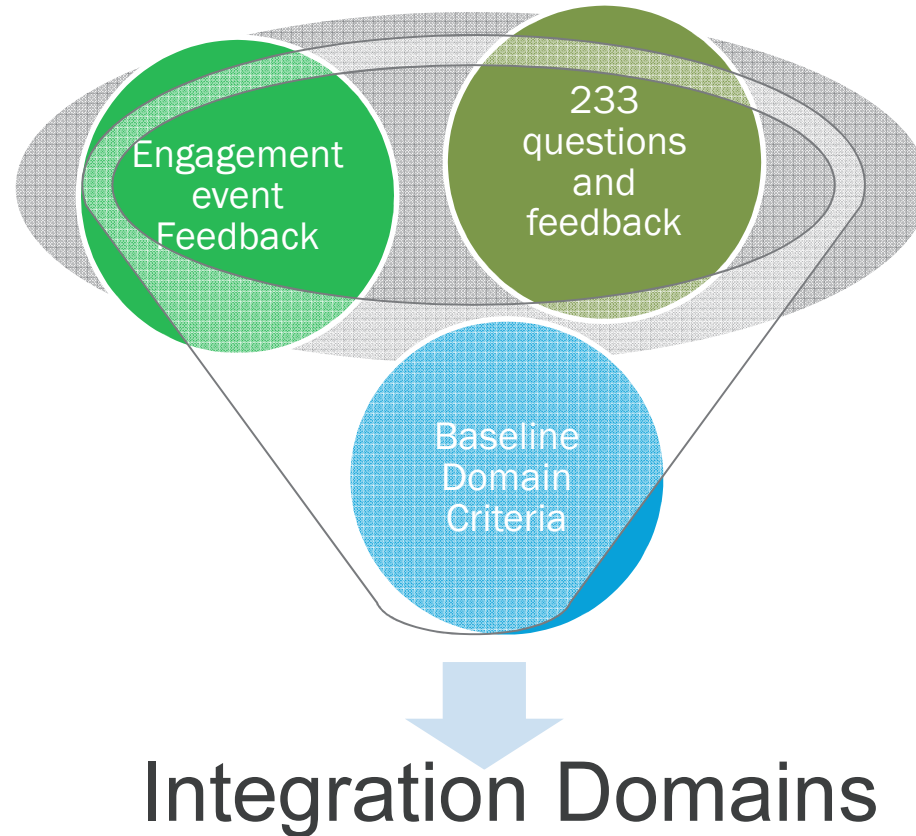 Engagement
event
Feedback
233
questions
and
feedback
Baseline
Domain
Criteria
Integration Domains